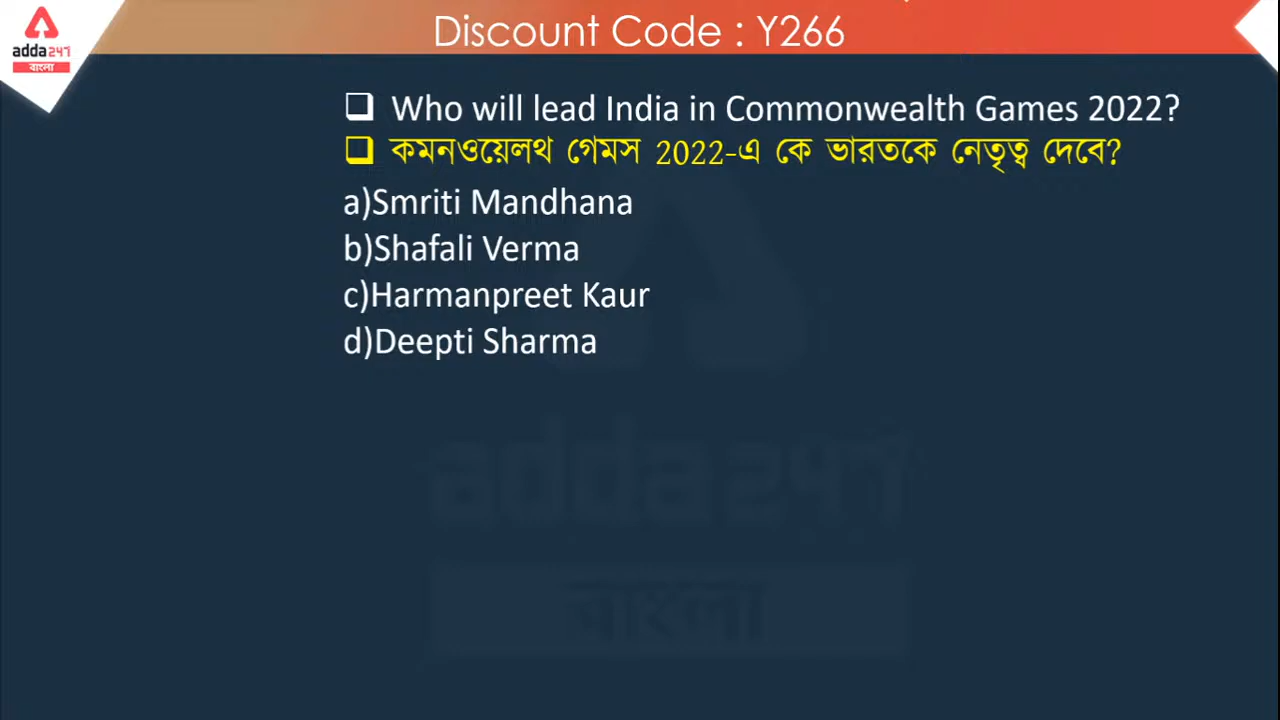 Discount Code : Y266
adda247
বাংলা
Who will lead India in Commonwealth Games 2022?
কমনওয়েলথ গেমস 2022-এ কে ভারতকে নেতৃত্ব দেবে?
a)Smriti Mandhana
b)Shafali Verma
c)Harmanpreet Kaur
d)Deepti Sharma
adda247
বাংলা